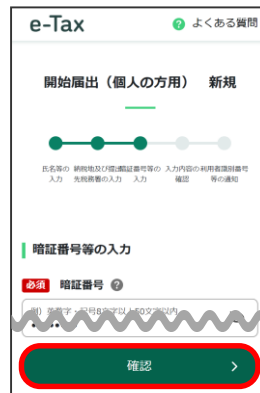 e-Tax
よくある質問
開始届出（個人の方用） 新規
氏名等の 納税地及び提出 暗証番号等の 入力内容の 利用者識別番号
入力 先税務署の入力 入力 確認 等の通知
暗証番号等の入力
必須 暗証番号
確認